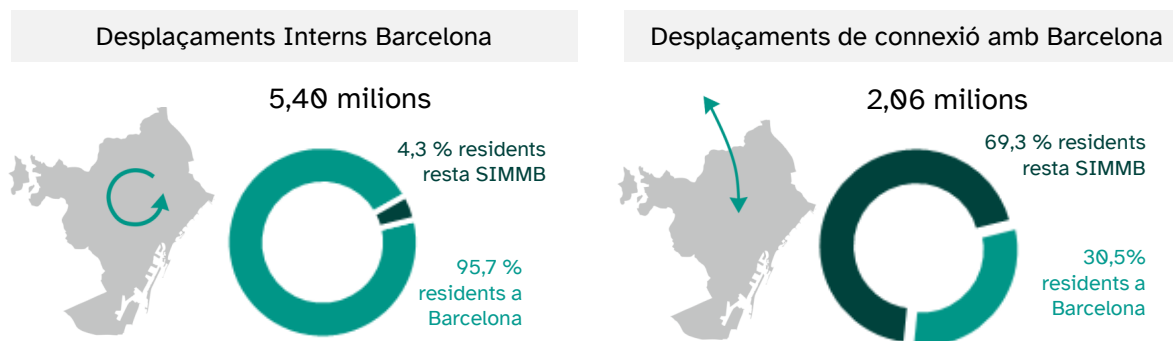 Desplaçaments Interns Barcelona
5,40 milions
4,3 % residents
resta SIMMB
95,7 %
residents a
Barcelona
Desplaçaments de connexió amb Barcelona
2,06 milions
69,3 % residents
resta SIMMB
30,5%
residents a
Barcelona